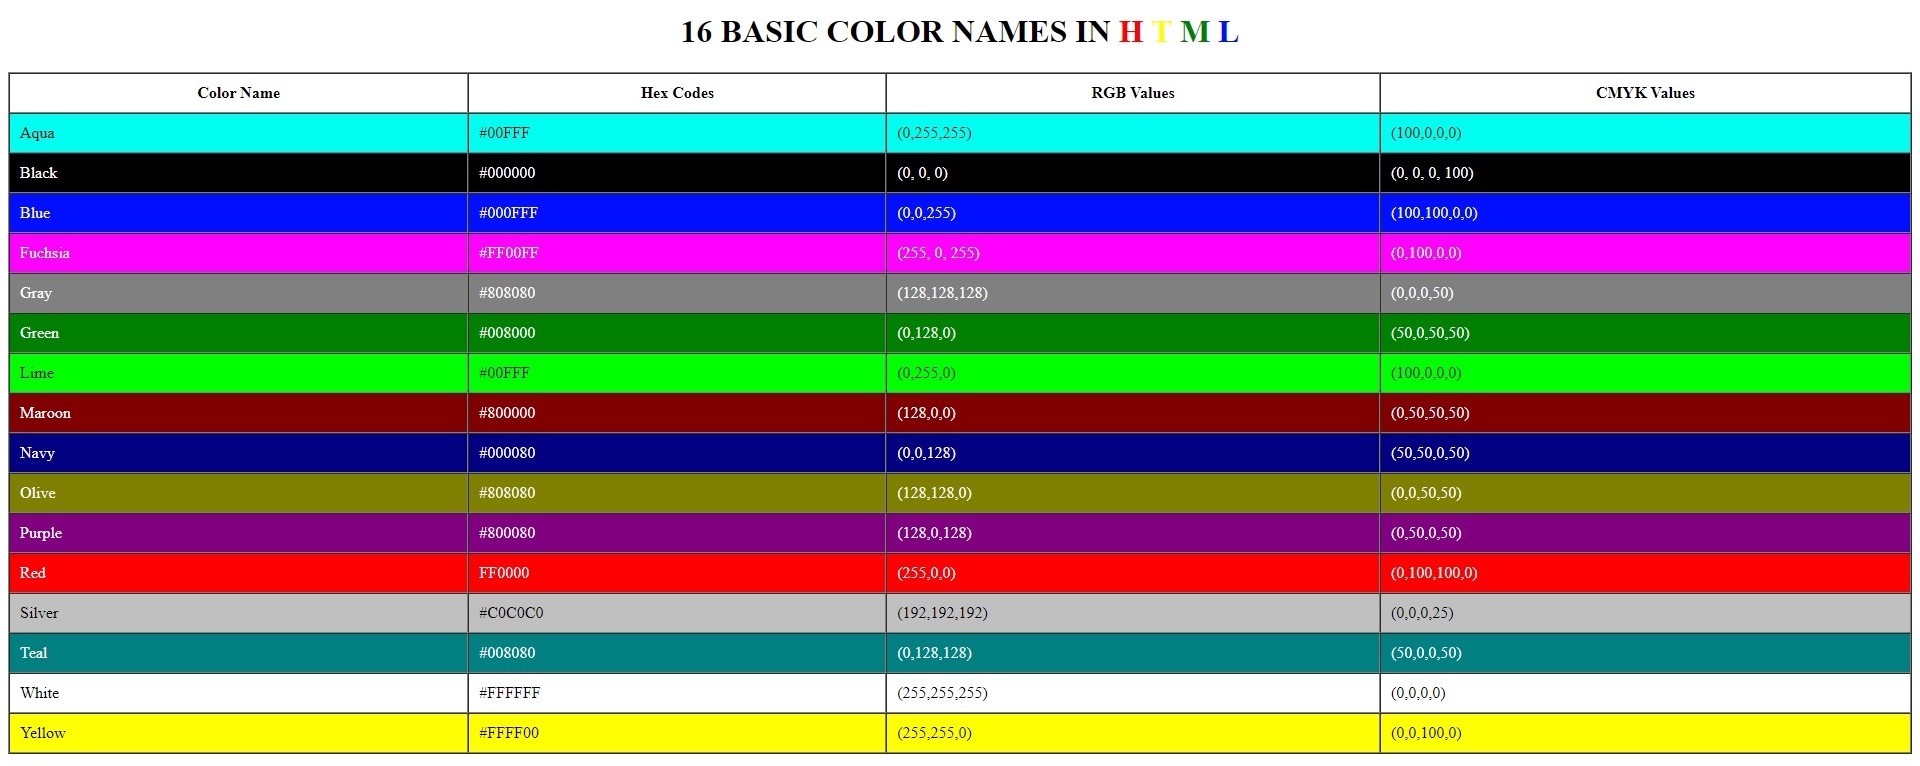 16 BASIC COLOR NAMES IN H T M L
Color Name Hex Codes RGB Values CMYK Values
Aqua #00FFF (0,255,255) (100,0,0,0)
Black #000000 (0, 0, 0) (0, 0, 0, 100)
Blue #000FFF (0,0,255) (100,100,0,0)
Fuchsia #FF00FF (255, 0, 255) (0,100,0,0)
Gray #808080 (128,128,128) (0,0,0,50)
Green #008000 (0,128,0) (50,0,50,50)
Lime #00FFF (0,255,0) (100,0,0,0)
Maroon #800000 (128,0,0) (0,50,50,50)
Navy #000080 (0,0,128) (50,50,0,50)
Olive #808080 (128,128,0) (0,0,50,50)
Purple #800080 (128,0,128) (0,50,0,50)
Red FF0000 (255,0,0) (0,100,100,0)
Silver #C0C0C0 (192,192,192) (0,0,0,25)
Teal #008080 (0,128,128) (50,0,0,50)
White #FFFFFF (255,255,255) (0,0,0,0)
Yellow #FFFF00 (255,255,0) (0,0,100,0)